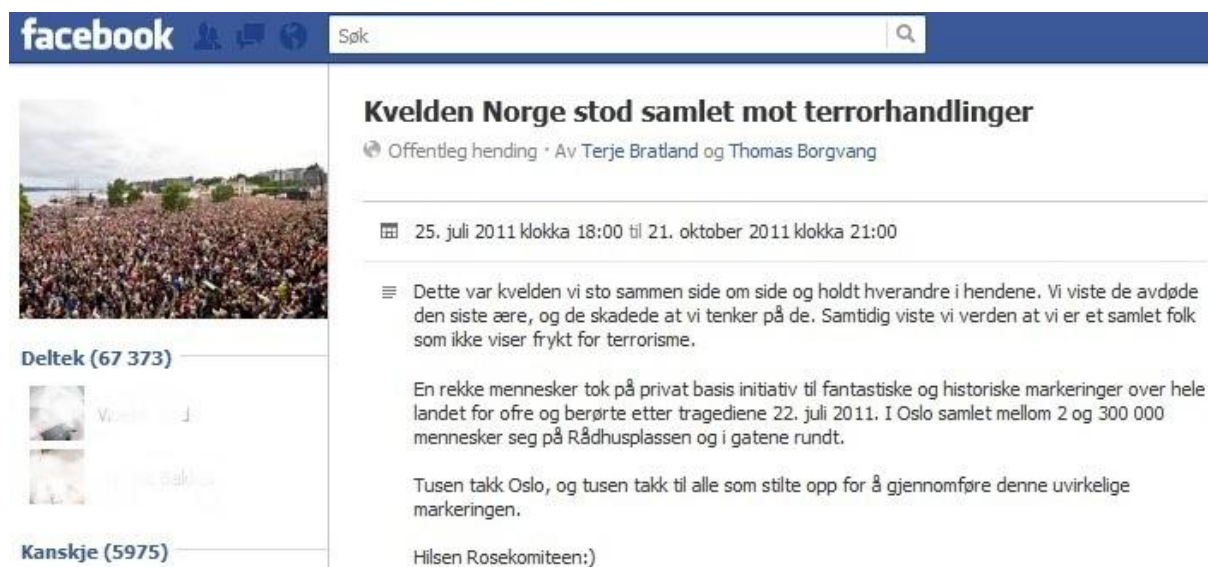 facebook
Søk
Kvelden Norge stod samlet mot terrorhandlinger
Offentleg hending · Av Terje Bratland og Thomas Borgvang
25. juli 2011 klokka 18:00 til 21. oktober 2011 klokka 21:00
Dette var kvelden vi sto sammen side om side og holdt hverandre i hendene. Vi viste de avdøde
den siste ære, og de skadede at vi tenker på de. Samtidig viste vi verden at vi er et samlet folk
som ikke viser frykt for terrorisme.
En rekke mennesker tok på privat basis initiativ til fantastiske og historiske markeringer over hele
landet for ofre og berørte etter tragediene 22. juli 2011. I Oslo samlet mellom 2 og 300 000
mennesker seg på Rådhusplassen og i gatene rundt.
Tusen takk Oslo, og tusen takk til alle som stilte opp for å gjennomføre denne uvirkelige
markeringen.
Hilsen Rosekomiteen:)
Deltek (67 373)
Kanskje (5975)